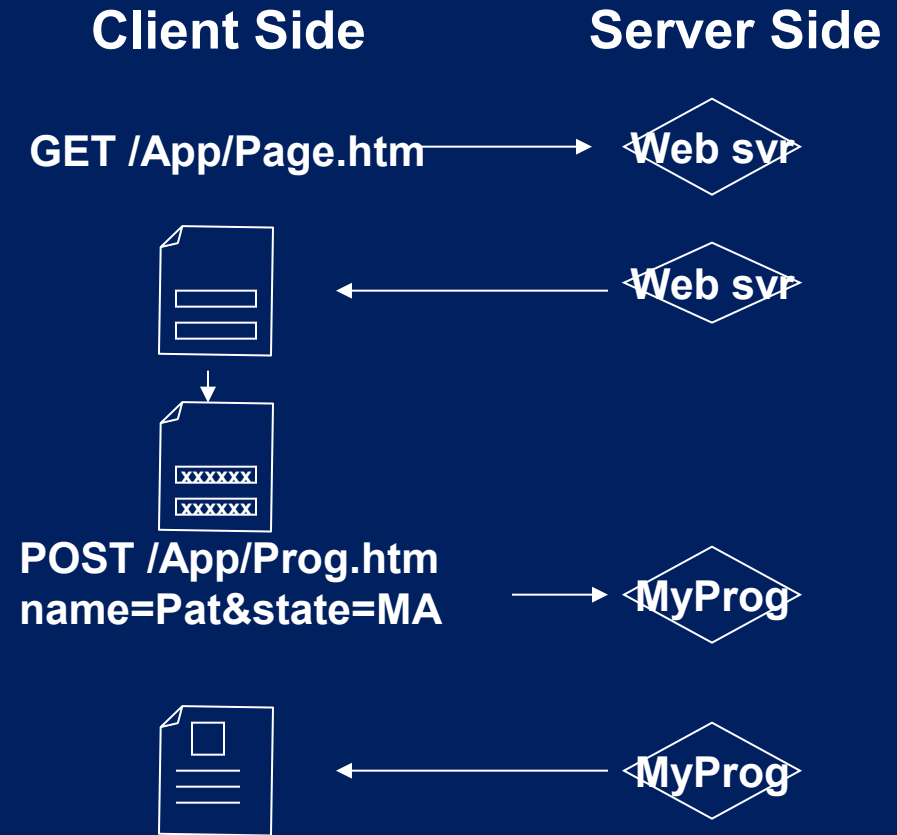 Client Side
Server Side
GET /App/Page.htm
Web svr
Web svr
xxxxxx
xxxxxx
POST /App/Prog.htm
name=Pat&state=MA
MyProg
MyProg